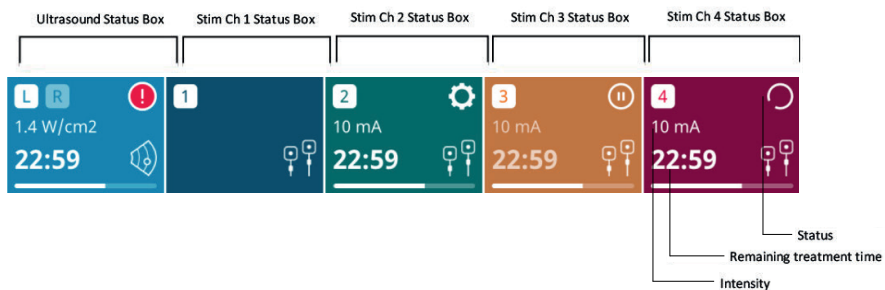 Ultrasound Status Box
Stim Ch 1 Status Box
Stim Ch 2 Status Box
Stim Ch 3 Status Box
Stim Ch 4 Status Box
L R !
1.4 W/cm2
22:59
1
2
10 mA
22:59
3
10 mA
22:59
4
10 mA
22:59
Status
Remaining treatment time
Intensity